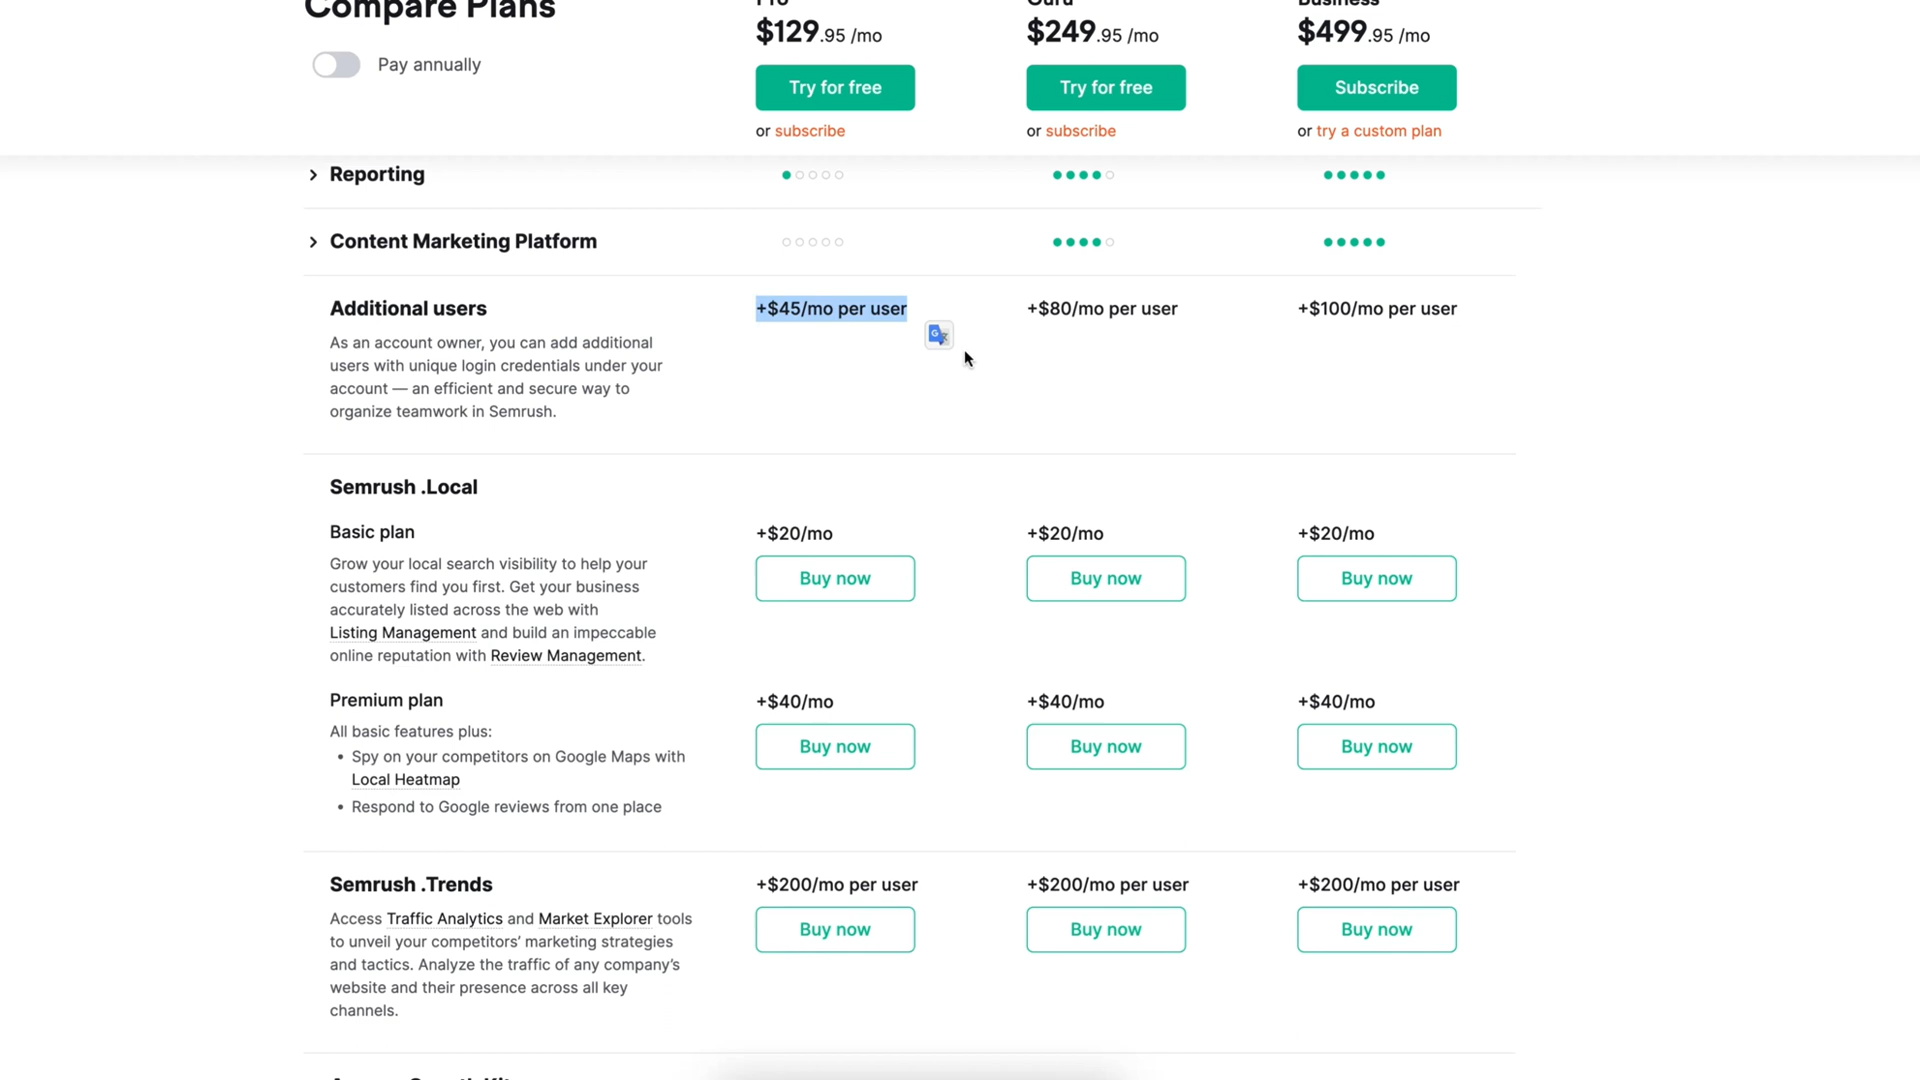 Compare Plans
Pro
Guru
Business
$129.95 /mo
$249.95 /mo
$499.95 /mo
Pay annually
Try for free
Try for free
Subscribe
or subscribe
or subscribe
or try a custom plan
Reporting
Content Marketing Platform
Additional users
+$45/mo per user
+$80/mo per user
+$100/mo per user
As an account owner, you can add additional
users with unique login credentials under your
account — an efficient and secure way to
organize teamwork in Semrush.
Semrush .Local
Basic plan
+$20/mo
+$20/mo
+$20/mo
Grow your local search visibility to help your
customers find you first. Get your business
accurately listed across the web with
Listing Management and build an impeccable
online reputation with Review Management.
Buy now
Buy now
Buy now
Premium plan
+$40/mo
+$40/mo
+$40/mo
All basic features plus:
• Spy on your competitors on Google Maps with
Local Heatmap
• Respond to Google reviews from one place
Buy now
Buy now
Buy now
Semrush .Trends
+$200/mo per user
+$200/mo per user
+$200/mo per user
Access Traffic Analytics and Market Explorer tools
to unveil your competitors’ marketing strategies
and tactics. Analyze the traffic of any company’s
website and their presence across all key
channels.
Buy now
Buy now
Buy now